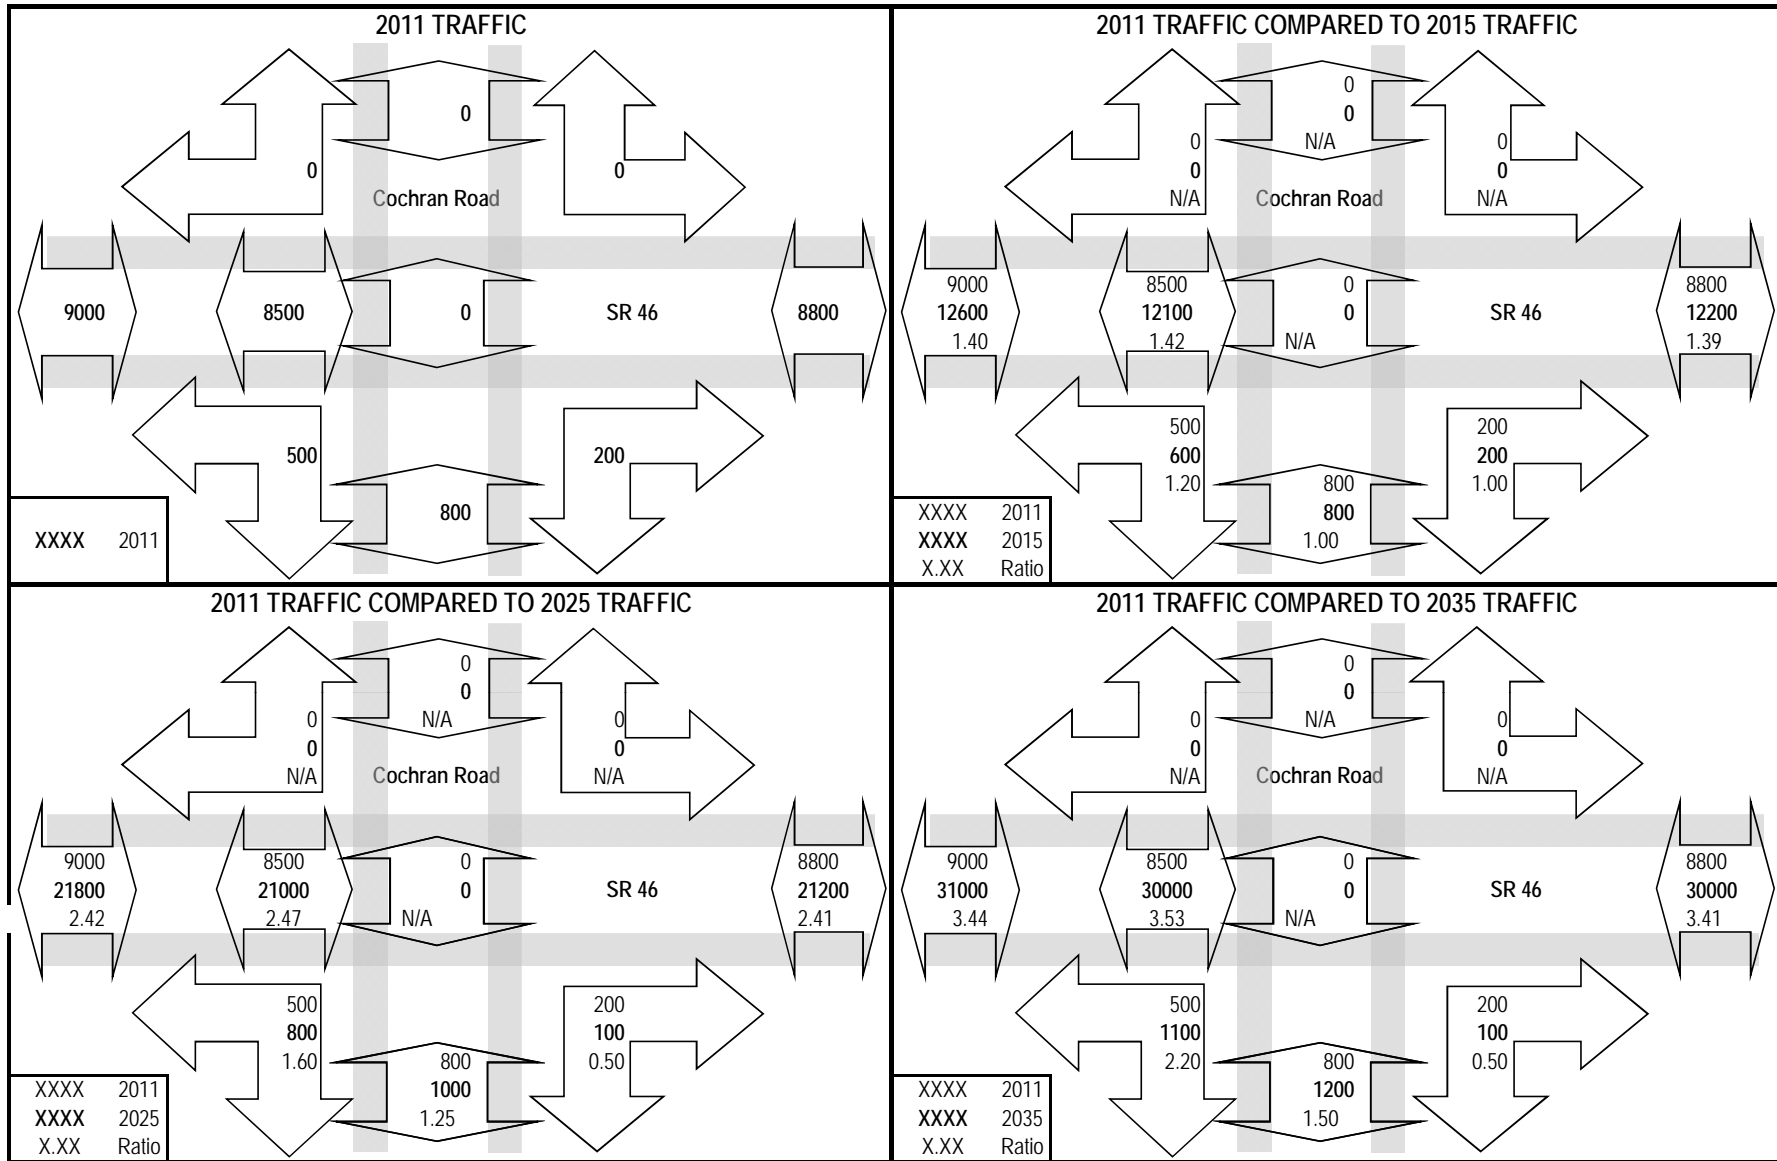 2011 TRAFFIC
0
0
0
Cochran Road
9000
8500
0
SR 46
8800
500
200
800
XXXX 2011
2011 TRAFFIC COMPARED TO 2015 TRAFFIC
0
0
N/A
0
0
N/A
0
0
N/A
Cochran Road
9000
12600
1.40
8500
12100
1.42
0
0
N/A
SR 46
8800
12200
1.39
500
600
1.20
200
200
1.00
800
800
1.00
XXXX 2011
XXXX 2015
X.XX Ratio
2011 TRAFFIC COMPARED TO 2025 TRAFFIC
0
0
N/A
0
0
N/A
0
0
N/A
Cochran Road
9000
21800
2.42
8500
21000
2.47
0
0
N/A
SR 46
8800
21200
2.41
500
800
1.60
200
100
0.50
800
1000
1.25
XXXX 2011
XXXX 2025
X.XX Ratio
2011 TRAFFIC COMPARED TO 2035 TRAFFIC
0
0
N/A
0
0
N/A
0
0
N/A
Cochran Road
9000
31000
3.44
8500
30000
3.53
0
0
N/A
SR 46
8800
30000
3.41
500
1100
2.20
200
100
0.50
800
1200
1.50
XXXX 2011
XXXX 2035
X.XX Ratio